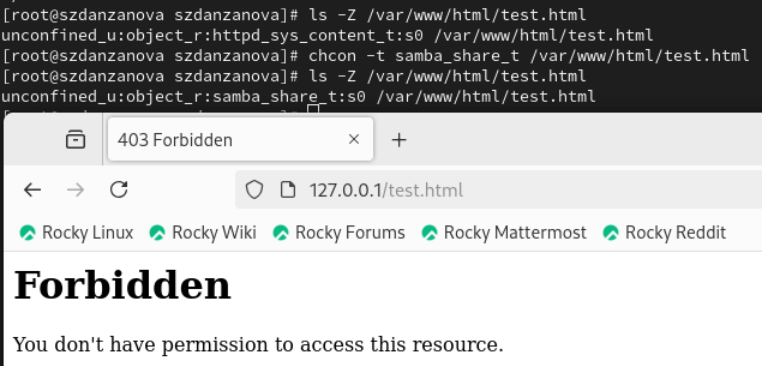 [root@szdanzanova szdanzanova]# ls -Z /var/www/html/test.html
unconfined_u:object_r:httpd_sys_content_t:s0 /var/www/html/test.html
[root@szdanzanova szdanzanova]# chcon -t samba_share_t /var/www/html/test.html
[root@szdanzanova szdanzanova]# ls -Z /var/www/html/test.html
unconfined_u:object_r:samba_share_t:s0 /var/www/html/test.html
403 Forbidden
127.0.0.1/test.html
Rocky Linux Rocky Wiki Rocky Forums Rocky Mattermost Rocky Reddit
Forbidden
You don't have permission to access this resource.